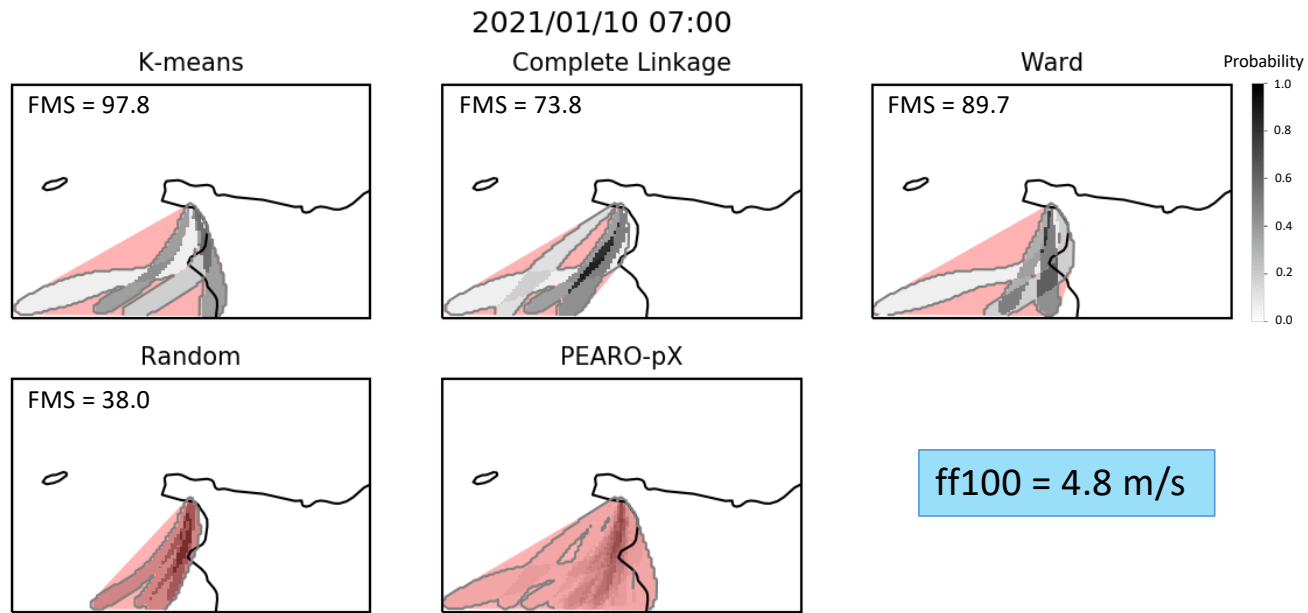 2021/01/10 07:00
K-means
Complete Linkage
Ward
Probability
FMS = 97.8
FMS = 73.8
FMS = 89.7
1.0
0.8
0.6
0.4
0.2
0.0
Random
PEARO-pX
FMS = 38.0
ff100 = 4.8 m/s